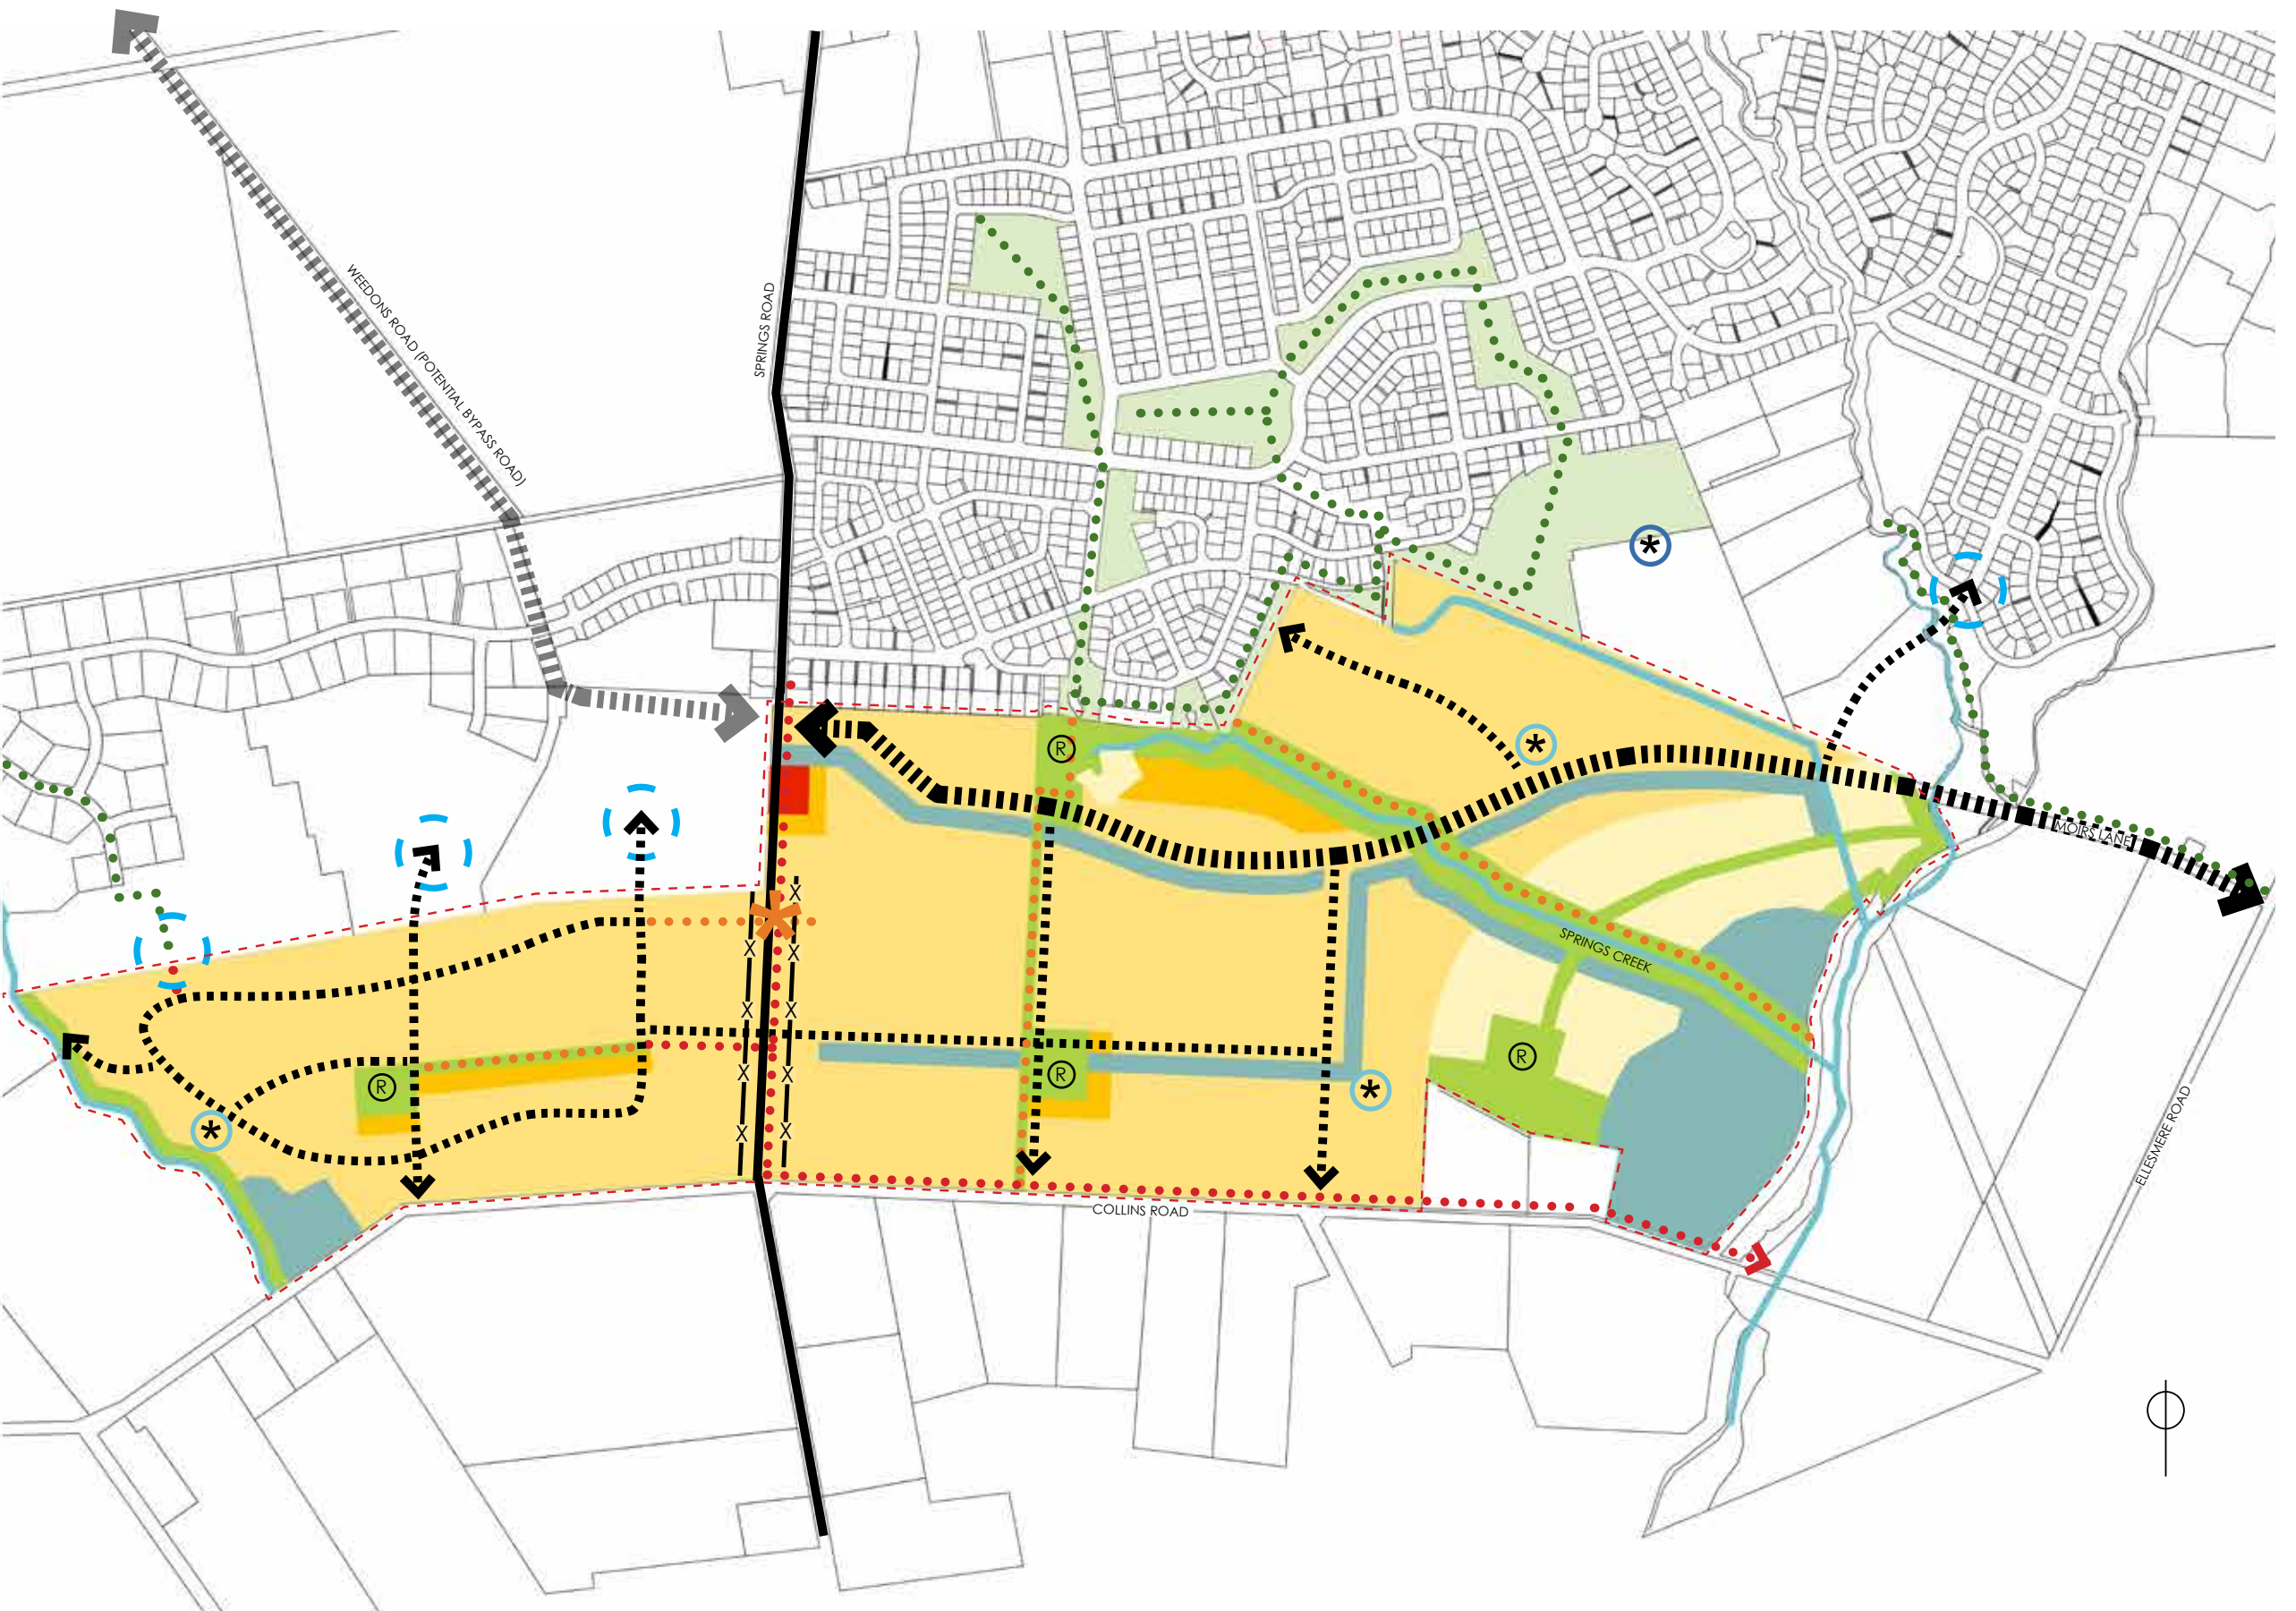 WEEDONS ROAD (POTENTIAL BYPASS ROAD)
SPRINGS ROAD
R
*
*
MOIRS LANE
X
X
X
X
X
X
X
X
SPRINGS CREEK
R
R
R
*
*
COLLINS ROAD
ELLESMERE ROAD